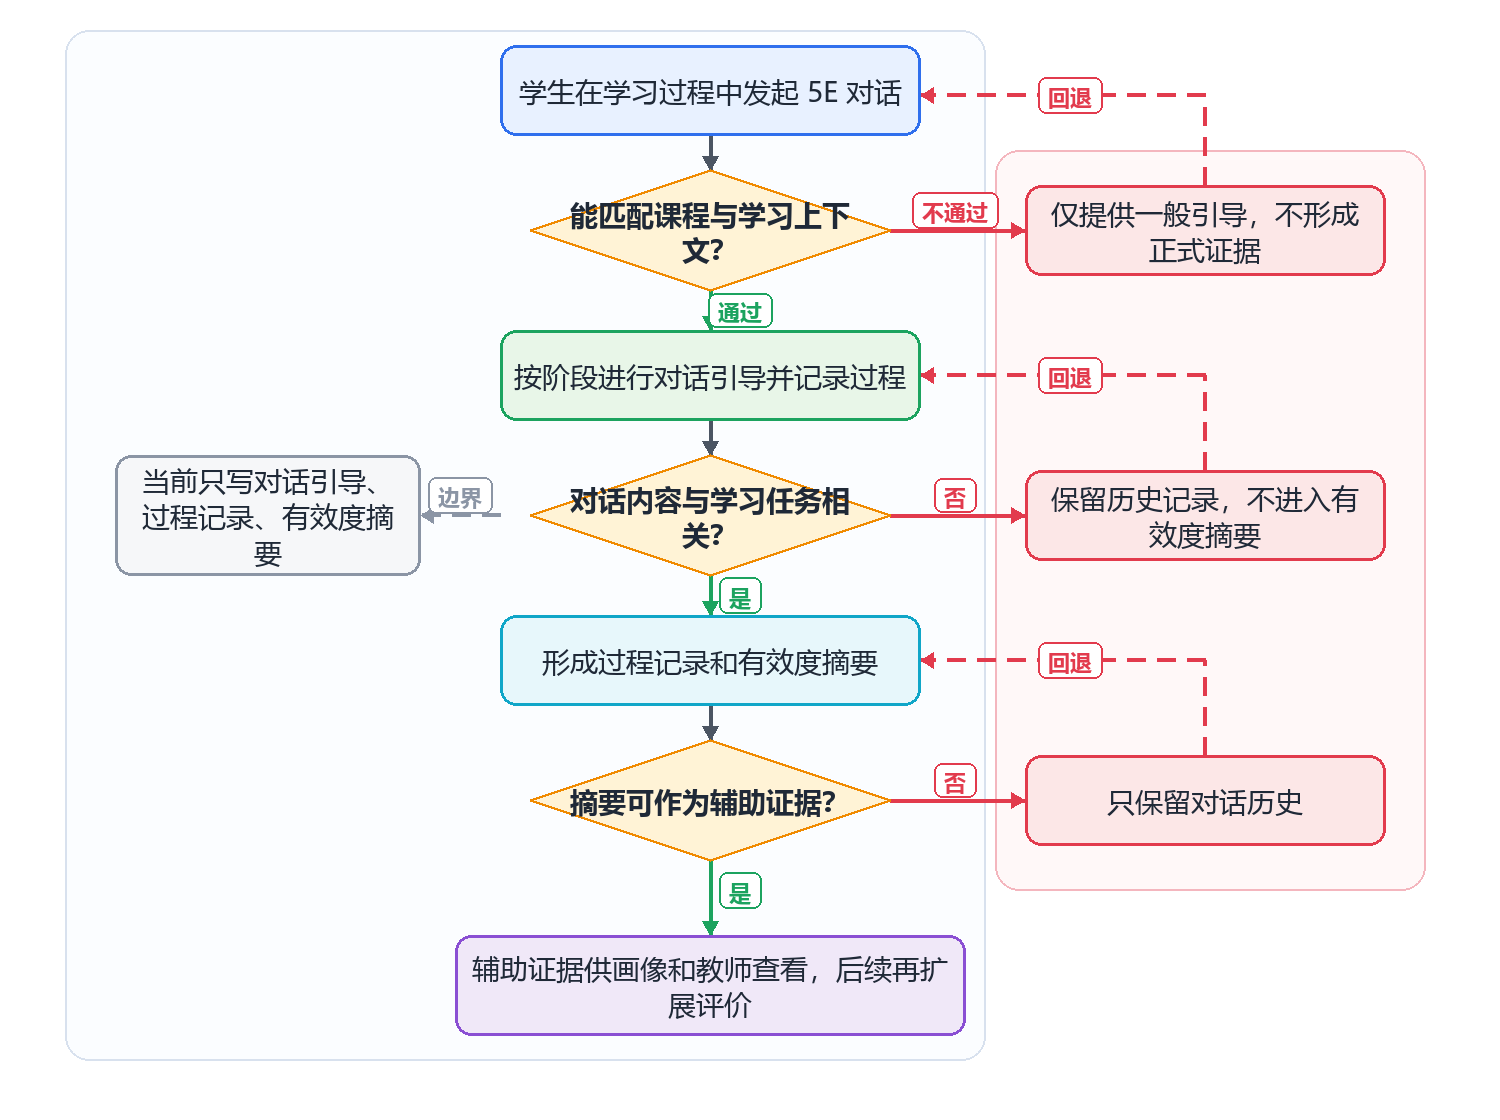 学生在学习过程中发起 5E 对话
回退
能匹配课程与学习上下
文？
不通过
仅提供一般引导，不形成
正式证据
通过
按阶段进行对话引导并记录过程
回退
当前只写对话引导、
过程记录、有效度摘
要
边界
对话内容与学习任务相
关？
否
保留历史记录，不进入有
效度摘要
是
形成过程记录和有效度摘要
回退
摘要可作为辅助证据？
否
只保留对话历史
是
辅助证据供画像和教师查看，后续再扩
展评价